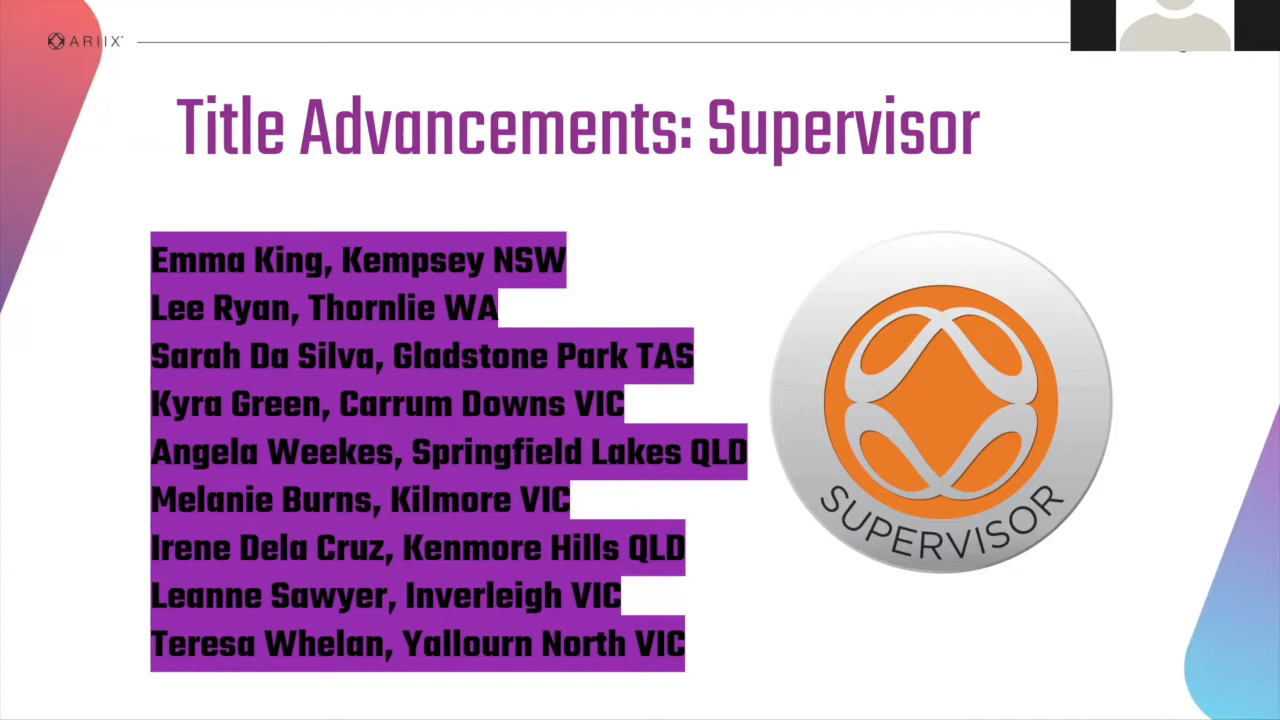 ARIIX
Title Advancements: Supervisor
Emma King, Kempsey NSW
Lee Ryan, Thornlie WA
Sarah Da Silva, Gladstone Park TAS
Kyra Green, Carrum Downs VIC
Angela Weekes, Springfield Lakes QLD
Melanie Burns, Kilmore VIC
Irene Dela Cruz, Kenmore Hills QLD
Leanne Sawyer, Inverleigh VIC
Teresa Whelan, Yallourn North VIC
SUPERVISOR